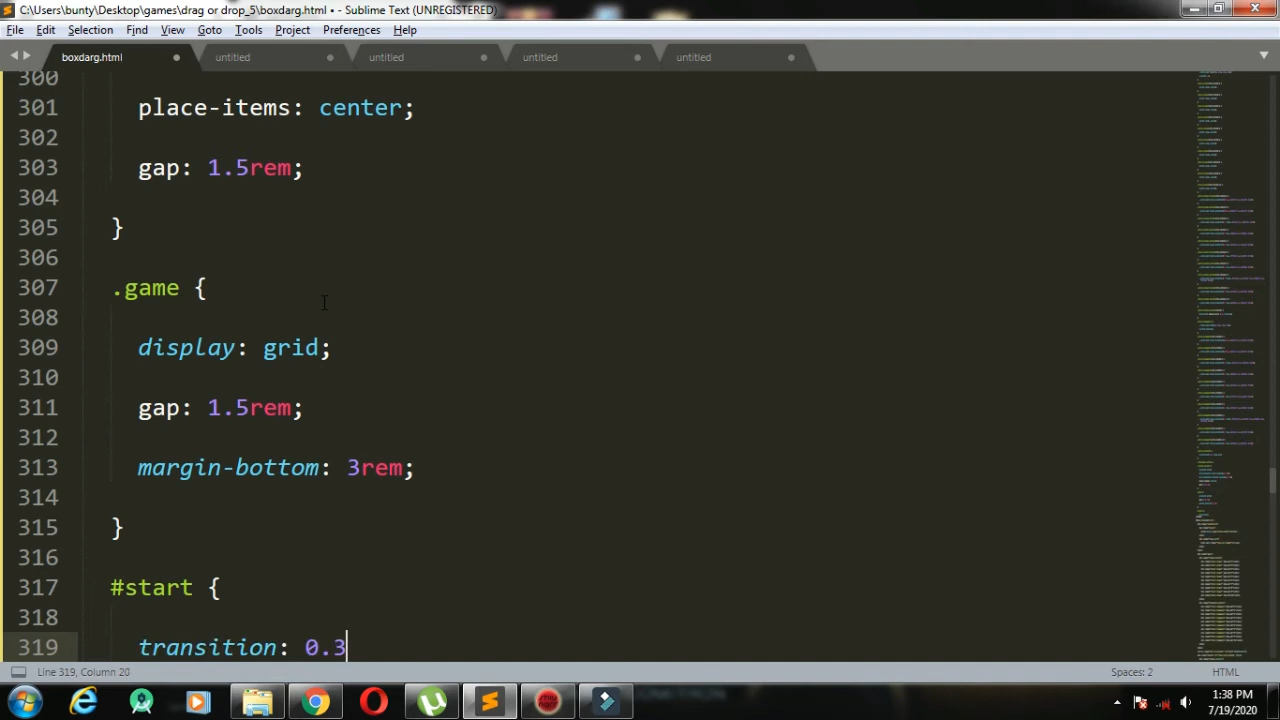 C:\Users\bunty\Desktop\games\drag or drop_5\boxdarg.html • - Sublime Text (UNREGISTERED)
File Edit Selection Find View Goto Tools Project Preferences Help
boxdarg.html untitled untitled untitled untitled
300
301 place-items: center;
302
303 gap: 1.5rem;
304
305 }
306
307 .game {
308
309 display: grid;
310
311 gap: 1.5rem;
312
313 margin-bottom: 3rem;
314
315 }
316
317 #start {
318
319 transition: 0.
Line 319, Column 20 Spaces: 2 HTML
1:38 PM
7/19/2020